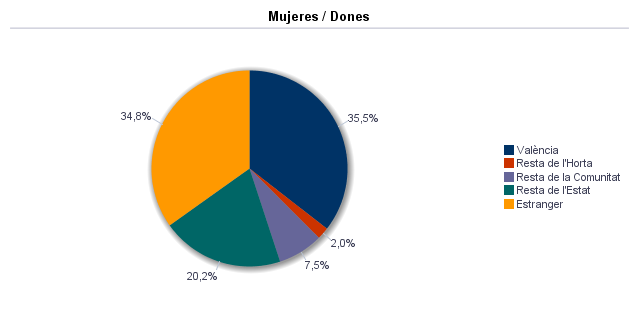 Mujeres / Dones
34,8%
35,5%
2,0%
7,5%
20,2%
València
Resta de l'Horta
Resta de la Comunitat
Resta de l'Estat
Estranger